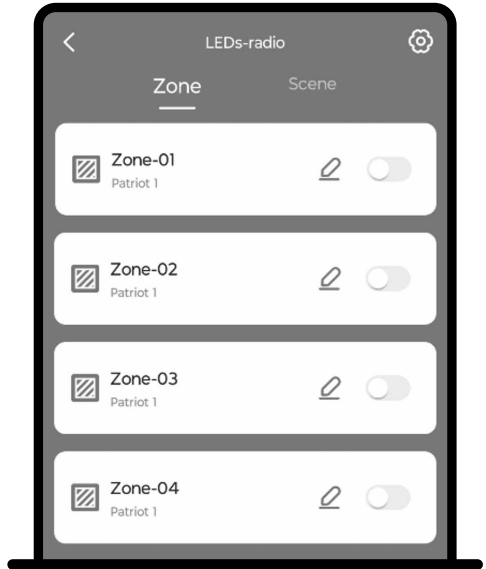 LEDs-radio
Zone Scene
Zone-01
Patriot 1
Zone-02
Patriot 1
Zone-03
Patriot 1
Zone-04
Patriot 1